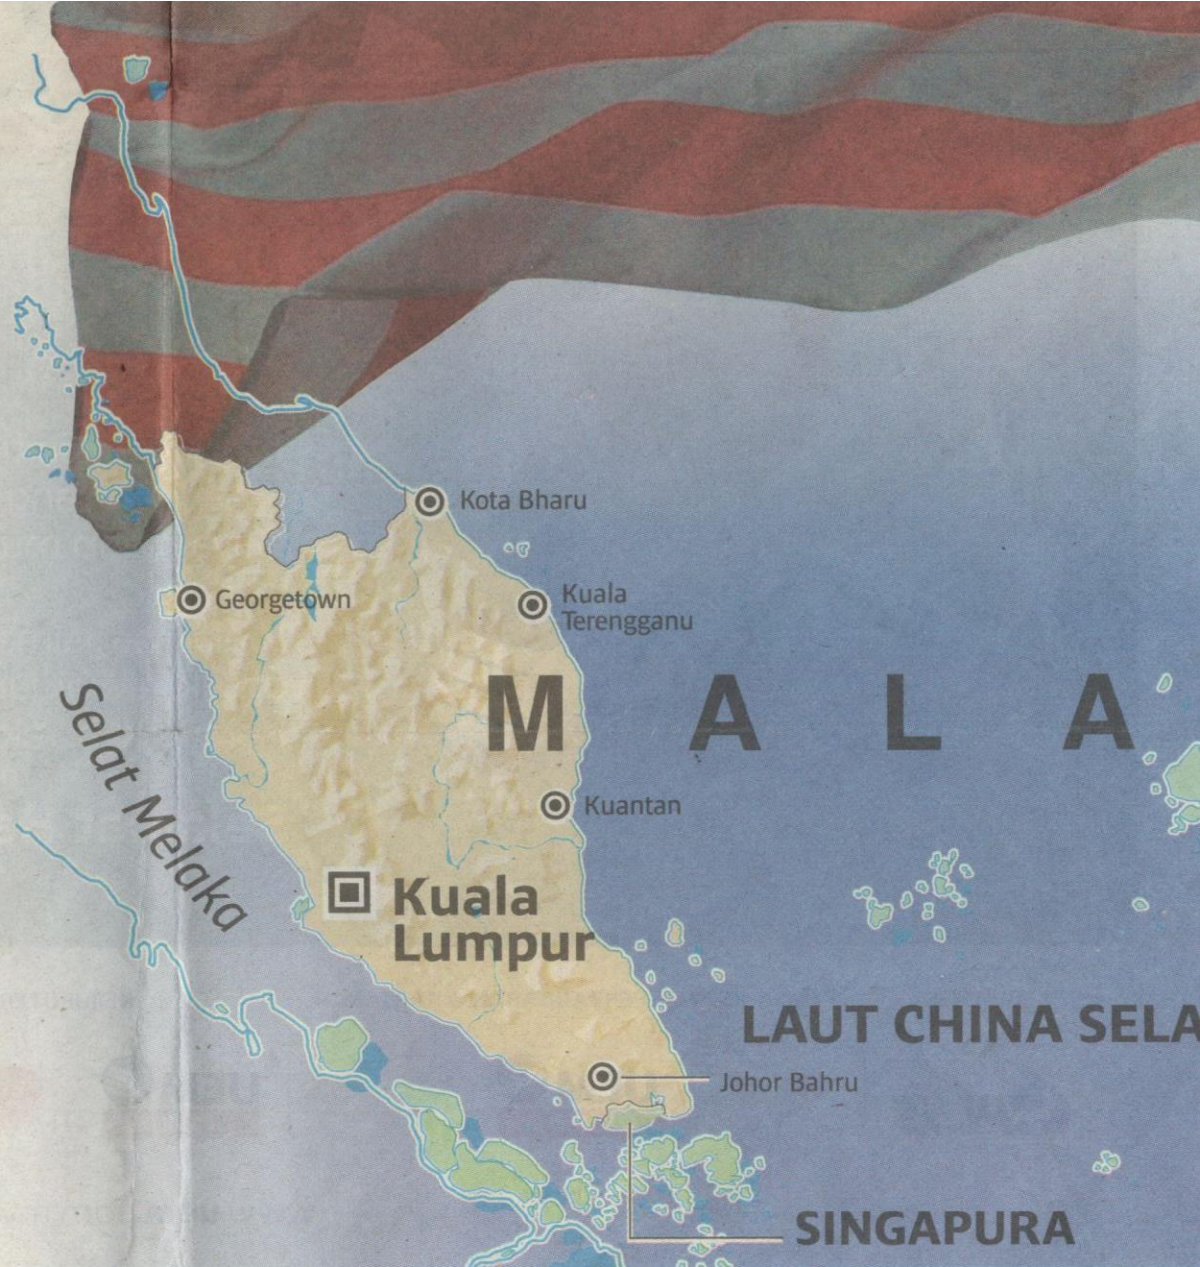 Kota Bharu
Georgetown
Kuala
Terengganu
M A L A
Selat Melaka
Kuantan
Kuala
Lumpur
LAUT CHINA SELA
Johor Bahru
SINGAPURA